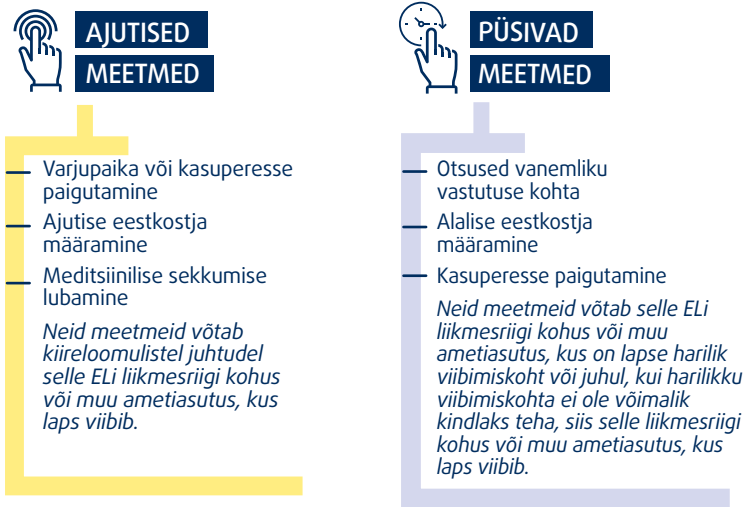 AJUTISED
MEETMED
Varjupaika või kasuperesse
paigutamine
Ajutise eestkostja
määramine
Meditsiinilise sekkumise
lubamine
Neid meetmeid võtab
kiireloomulistel juhtudel
selle ELi liikmesriigi kohus
või muu ametiasutus, kus
laps viibib.
PÜSIVAD
MEETMED
Otsused vanemliku
vastutuse kohta
Alalise eestkostja
määramine
Kasuperesse paigutamine
Neid meetmeid võtab selle ELi
liikmesriigi kohus või muu
ametiasutus, kus on lapse harilik
viibimiskoht või juhul, kui harilikku
viibimiskohta ei ole võimalik
kindlaks teha, siis selle liikmesriigi
kohus või muu ametiasutus, kus
laps viibib.